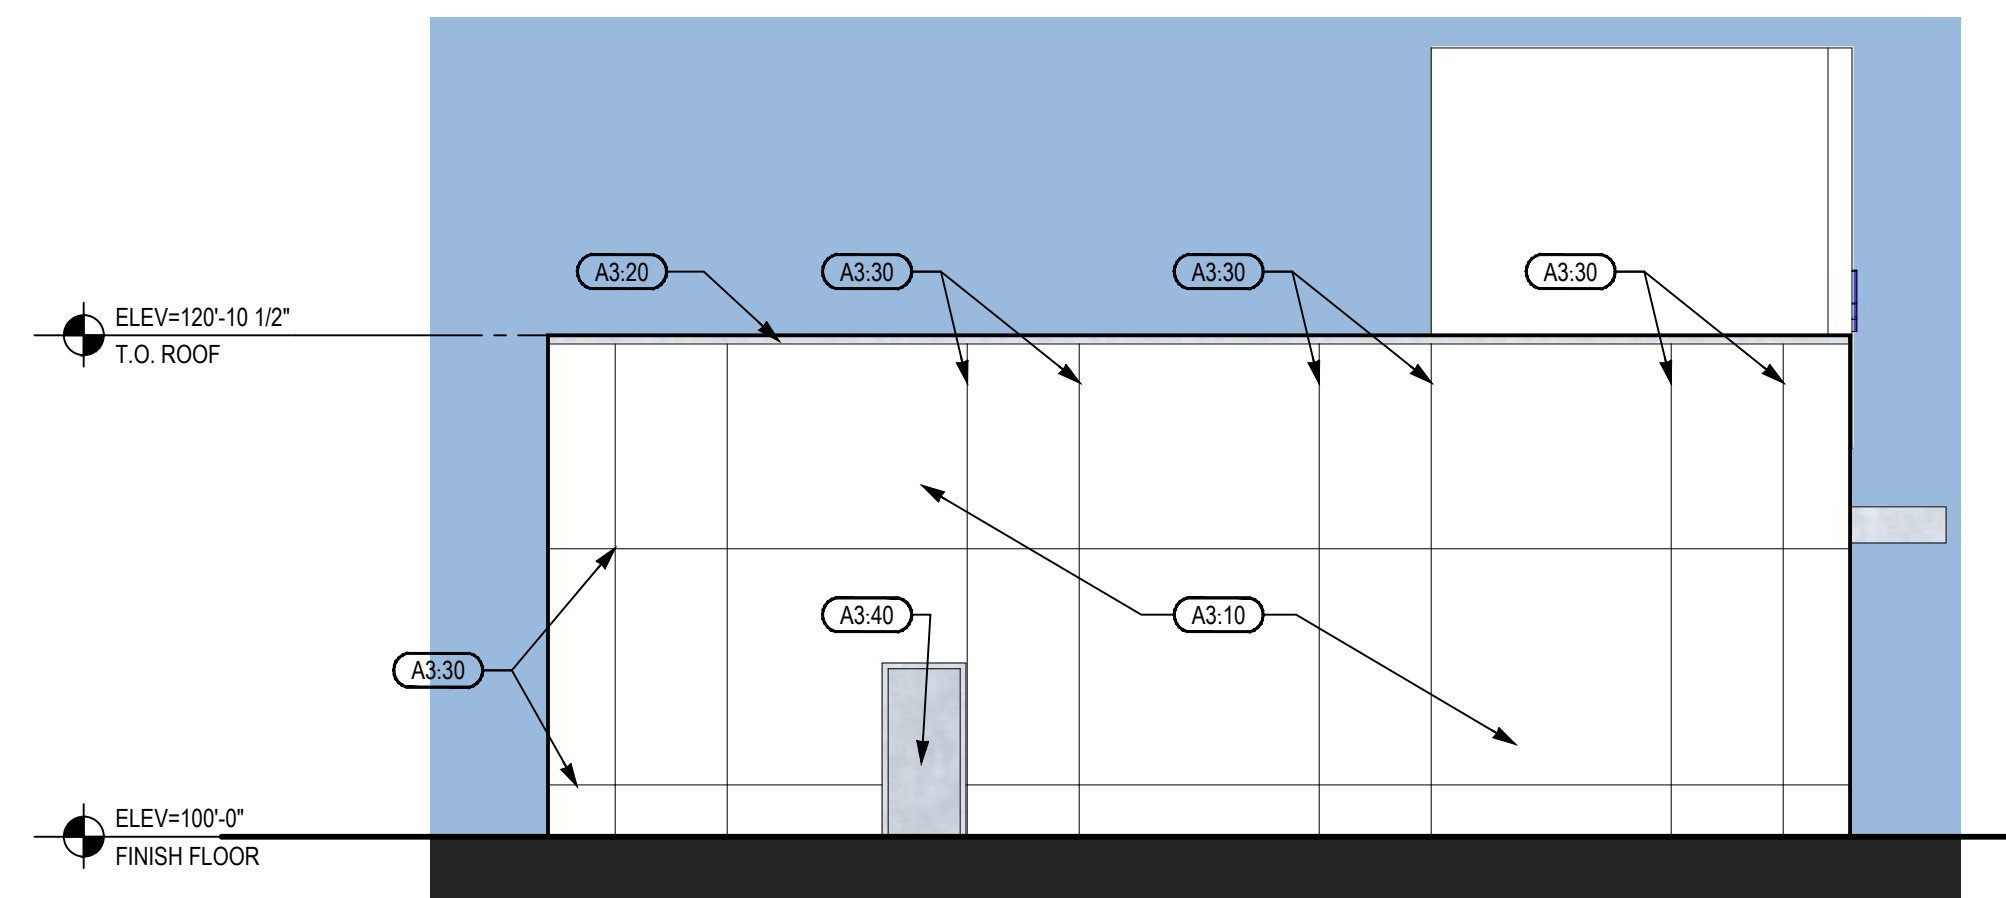 A3:20
A3:30
A3:30
A3:30
ELEV=120'-10 1/2"
T.O. ROOF
A3:40
A3:10
A3:30
ELEV=100'-0"
FINISH FLOOR